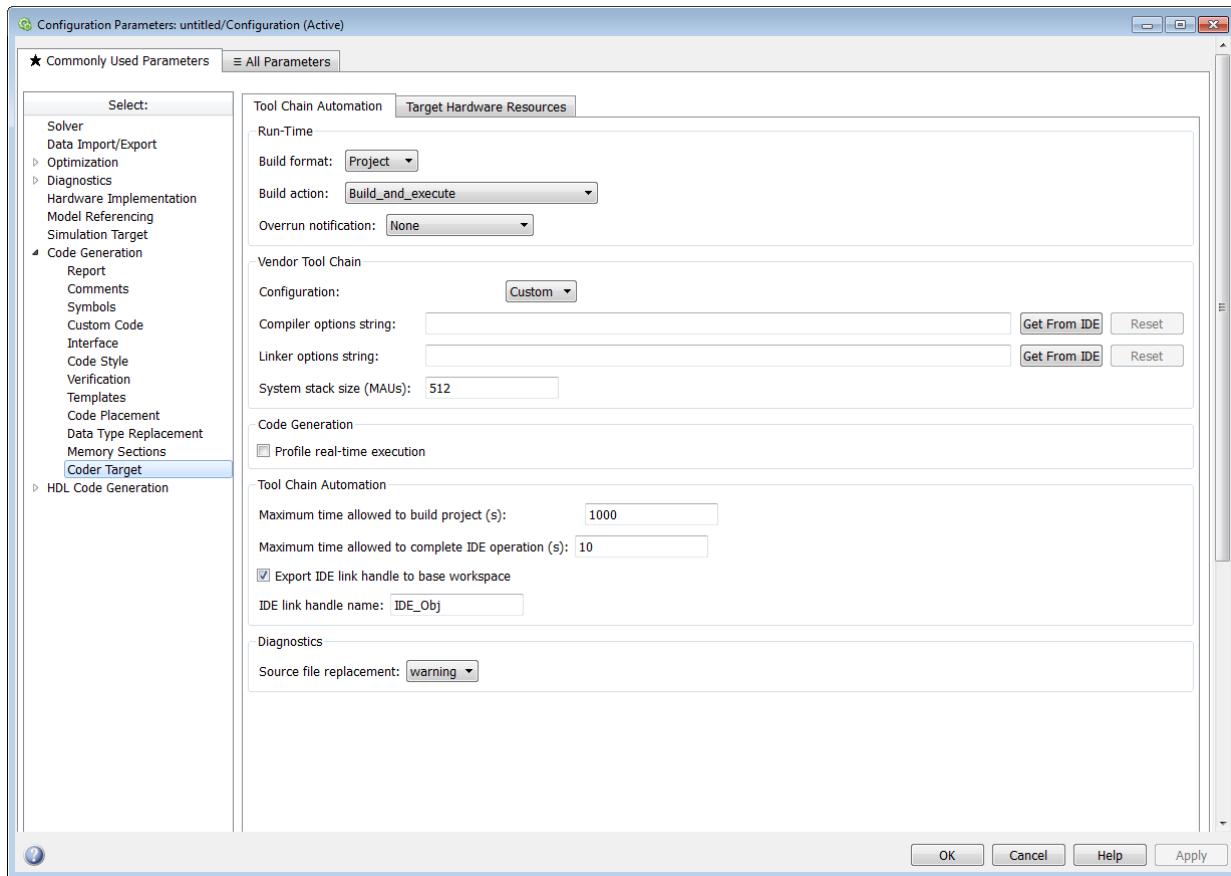 Configuration Parameters: untitled/Configuration (Active)
★ Commonly Used Parameters
≡ All Parameters
Select:
Solver
Data Import/Export
Optimization
Diagnostics
Hardware Implementation
Model Referencing
Simulation Target
Code Generation
Report
Comments
Symbols
Custom Code
Interface
Code Style
Verification
Templates
Code Placement
Data Type Replacement
Memory Sections
Coder Target
HDL Code Generation
Tool Chain Automation
Target Hardware Resources
Run-Time
Build format: Project
Build action: Build_and_execute
Overrun notification: None
Vendor Tool Chain
Configuration: Custom
Compiler options string: Get From IDE Reset
Linker options string: Get From IDE Reset
System stack size (MAUs): 512
Code Generation
Profile real-time execution
Tool Chain Automation
Maximum time allowed to build project (s): 1000
Maximum time allowed to complete IDE operation (s): 10
Export IDE link handle to base workspace
IDE link handle name: IDE_Obj
Diagnostics
Source file replacement: warning
OK Cancel Help Apply